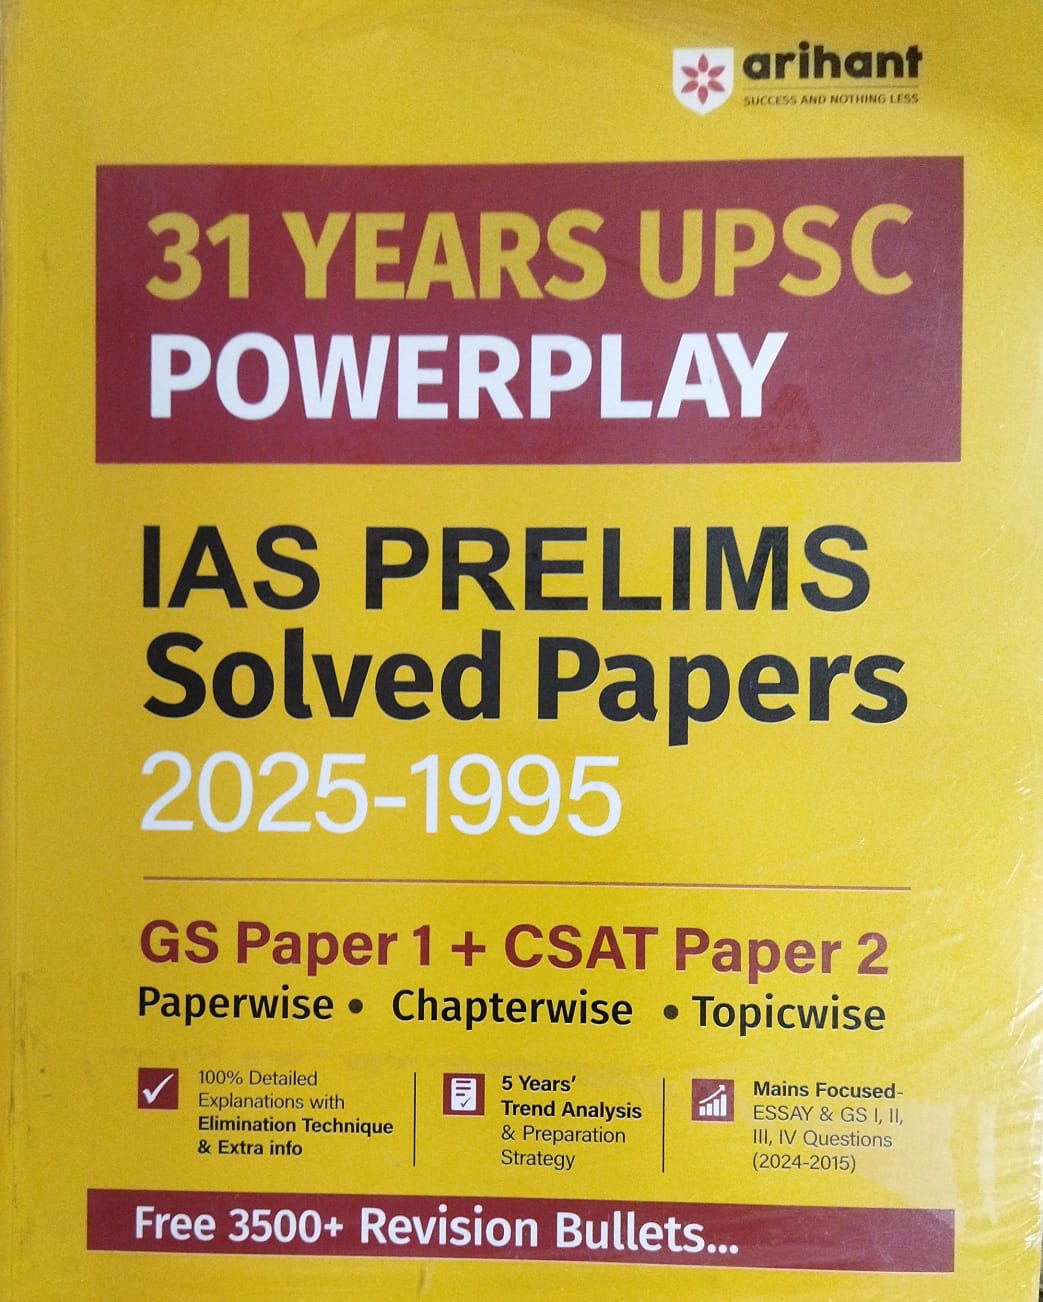 arihant
SUCCESS AND NOTHING LESS
31 YEARS UPSC
POWERPLAY
IAS PRELIMS
Solved Papers
2025-1995
GS Paper 1 + CSAT Paper 2
Paperwise • Chapterwise • Topicwise
100% Detailed
Explanations with
Elimination Technique
& Extra info
5 Years'
Trend Analysis
& Preparation
Strategy
Mains Focused-
ESSAY & GS I, II,
III, IV Questions
(2024-2015)
Free 3500+ Revision Bullets...